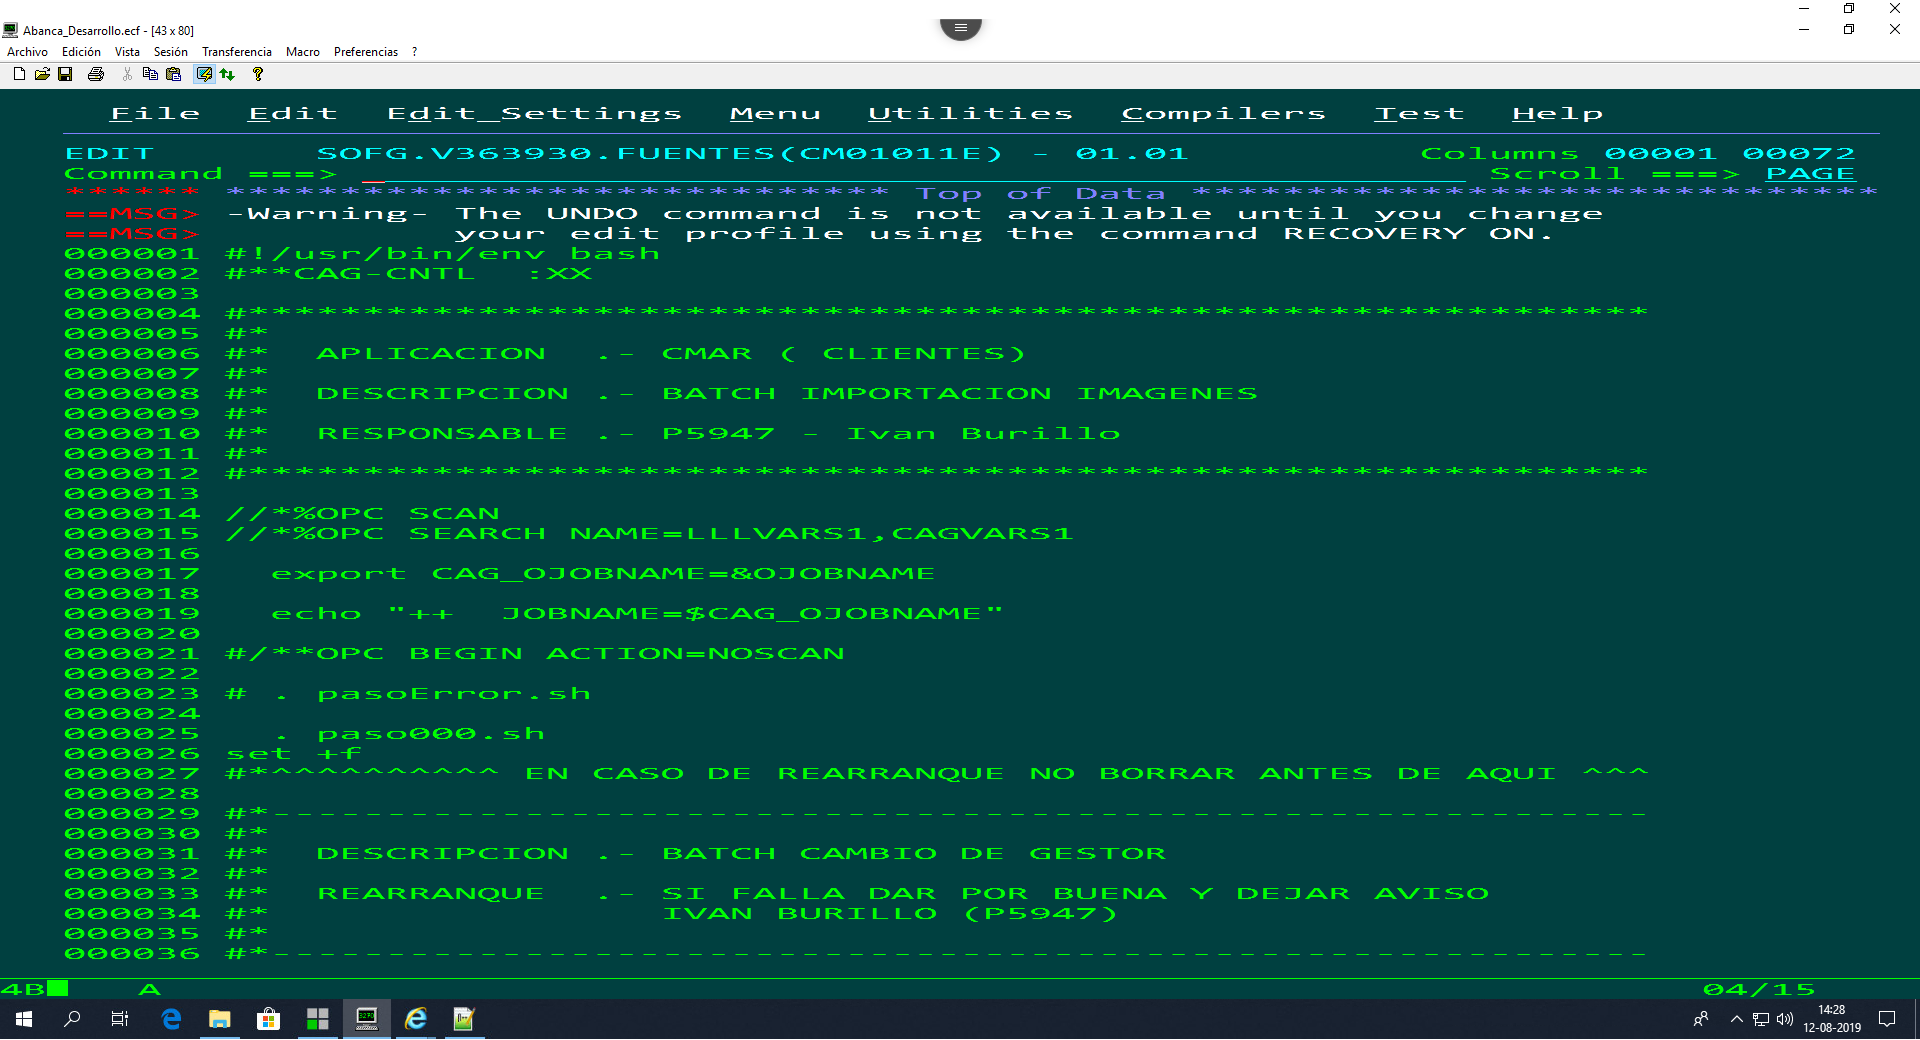 Abanca_Desarrollo.ecf - [43 x 80]
Archivo Edición Vista Sesión Transferencia Macro Preferencias ?
File Edit Edit_Settings Menu Utilities Compilers Test Help
EDIT SOFG.V363930.FUENTES(CM01011E) - 01.01 Columns 00001 00072
Command ===> Scroll ===> PAGE
****** ***************************** Top of Data ******************************
==MSG> -Warning- The UNDO command is not available until you change
==MSG> your edit profile using the command RECOVERY ON.
000001 #!/usr/bin/env bash
000002 #**CAG-CNTL :XX
000003
000004 #*************************************************************
000005 #*
000006 #* APLICACION .- CMAR ( CLIENTES)
000007 #*
000008 #* DESCRIPCION .- BATCH IMPORTACION IMAGENES
000009 #*
000010 #* RESPONSABLE .- P5947 - Ivan Burillo
000011 #*
000012 #*************************************************************
000013
000014 //*%OPC SCAN
000015 //*%OPC SEARCH NAME=LLLVARS1,CAGVARS1
000016
000017 export CAG_OJOBNAME=&OJOBNAME
000018
000019 echo "++ JOBNAME=$CAG_OJOBNAME"
000020
000021 #/**OPC BEGIN ACTION=NOSCAN
000022
000023 # . pasoError.sh
000024
000025 . paso000.sh
000026 set +f
000027 #*^^^^^^^^^^ EN CASO DE REARRANQUE NO BORRAR ANTES DE AQUI ^^^
000028
000029 #*------------------------------------------------------------
000030 #*
000031 #* DESCRIPCION .- BATCH CAMBIO DE GESTOR
000032 #*
000033 #* REARRANQUE .- SI FALLA DAR POR BUENA Y DEJAR AVISO
000034 #* IVAN BURILLO (P5947)
000035 #*
000036 #*------------------------------------------------------------
4B A 04/15
3270
14:28
12-08-2019